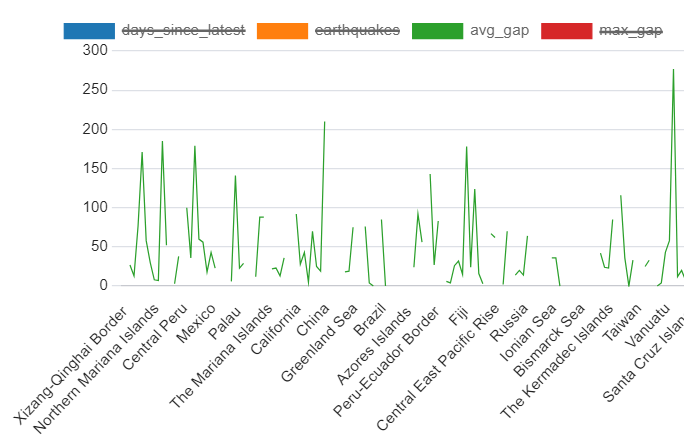 days_since_latest earthquakes avg_gap max_gap
300
250
200
150
100
50
0
Xizang-Qinghai Border
Northern Mariana Islands
Central Peru
Mexico
Palau
The Mariana Islands
California
China
Greenland Sea
Brazil
Azores Islands
Peru-Ecuador Border
Fiji
Central East Pacific Rise
Russia
Ionian Sea
Bismarck Sea
The Kermadec Islands
Taiwan
Vanuatu
Santa Cruz Islan